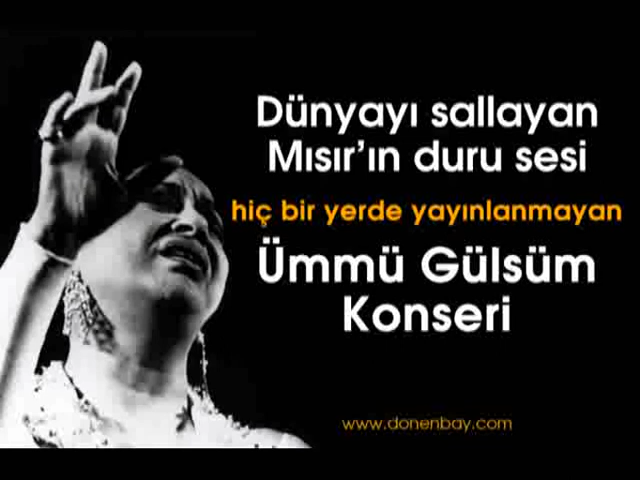 Dünyayı sallayan
Mısır'ın duru sesi
hiç bir yerde yayınlanmayan
Ümmü Gülsüm
Konseri
www.donenbay.com